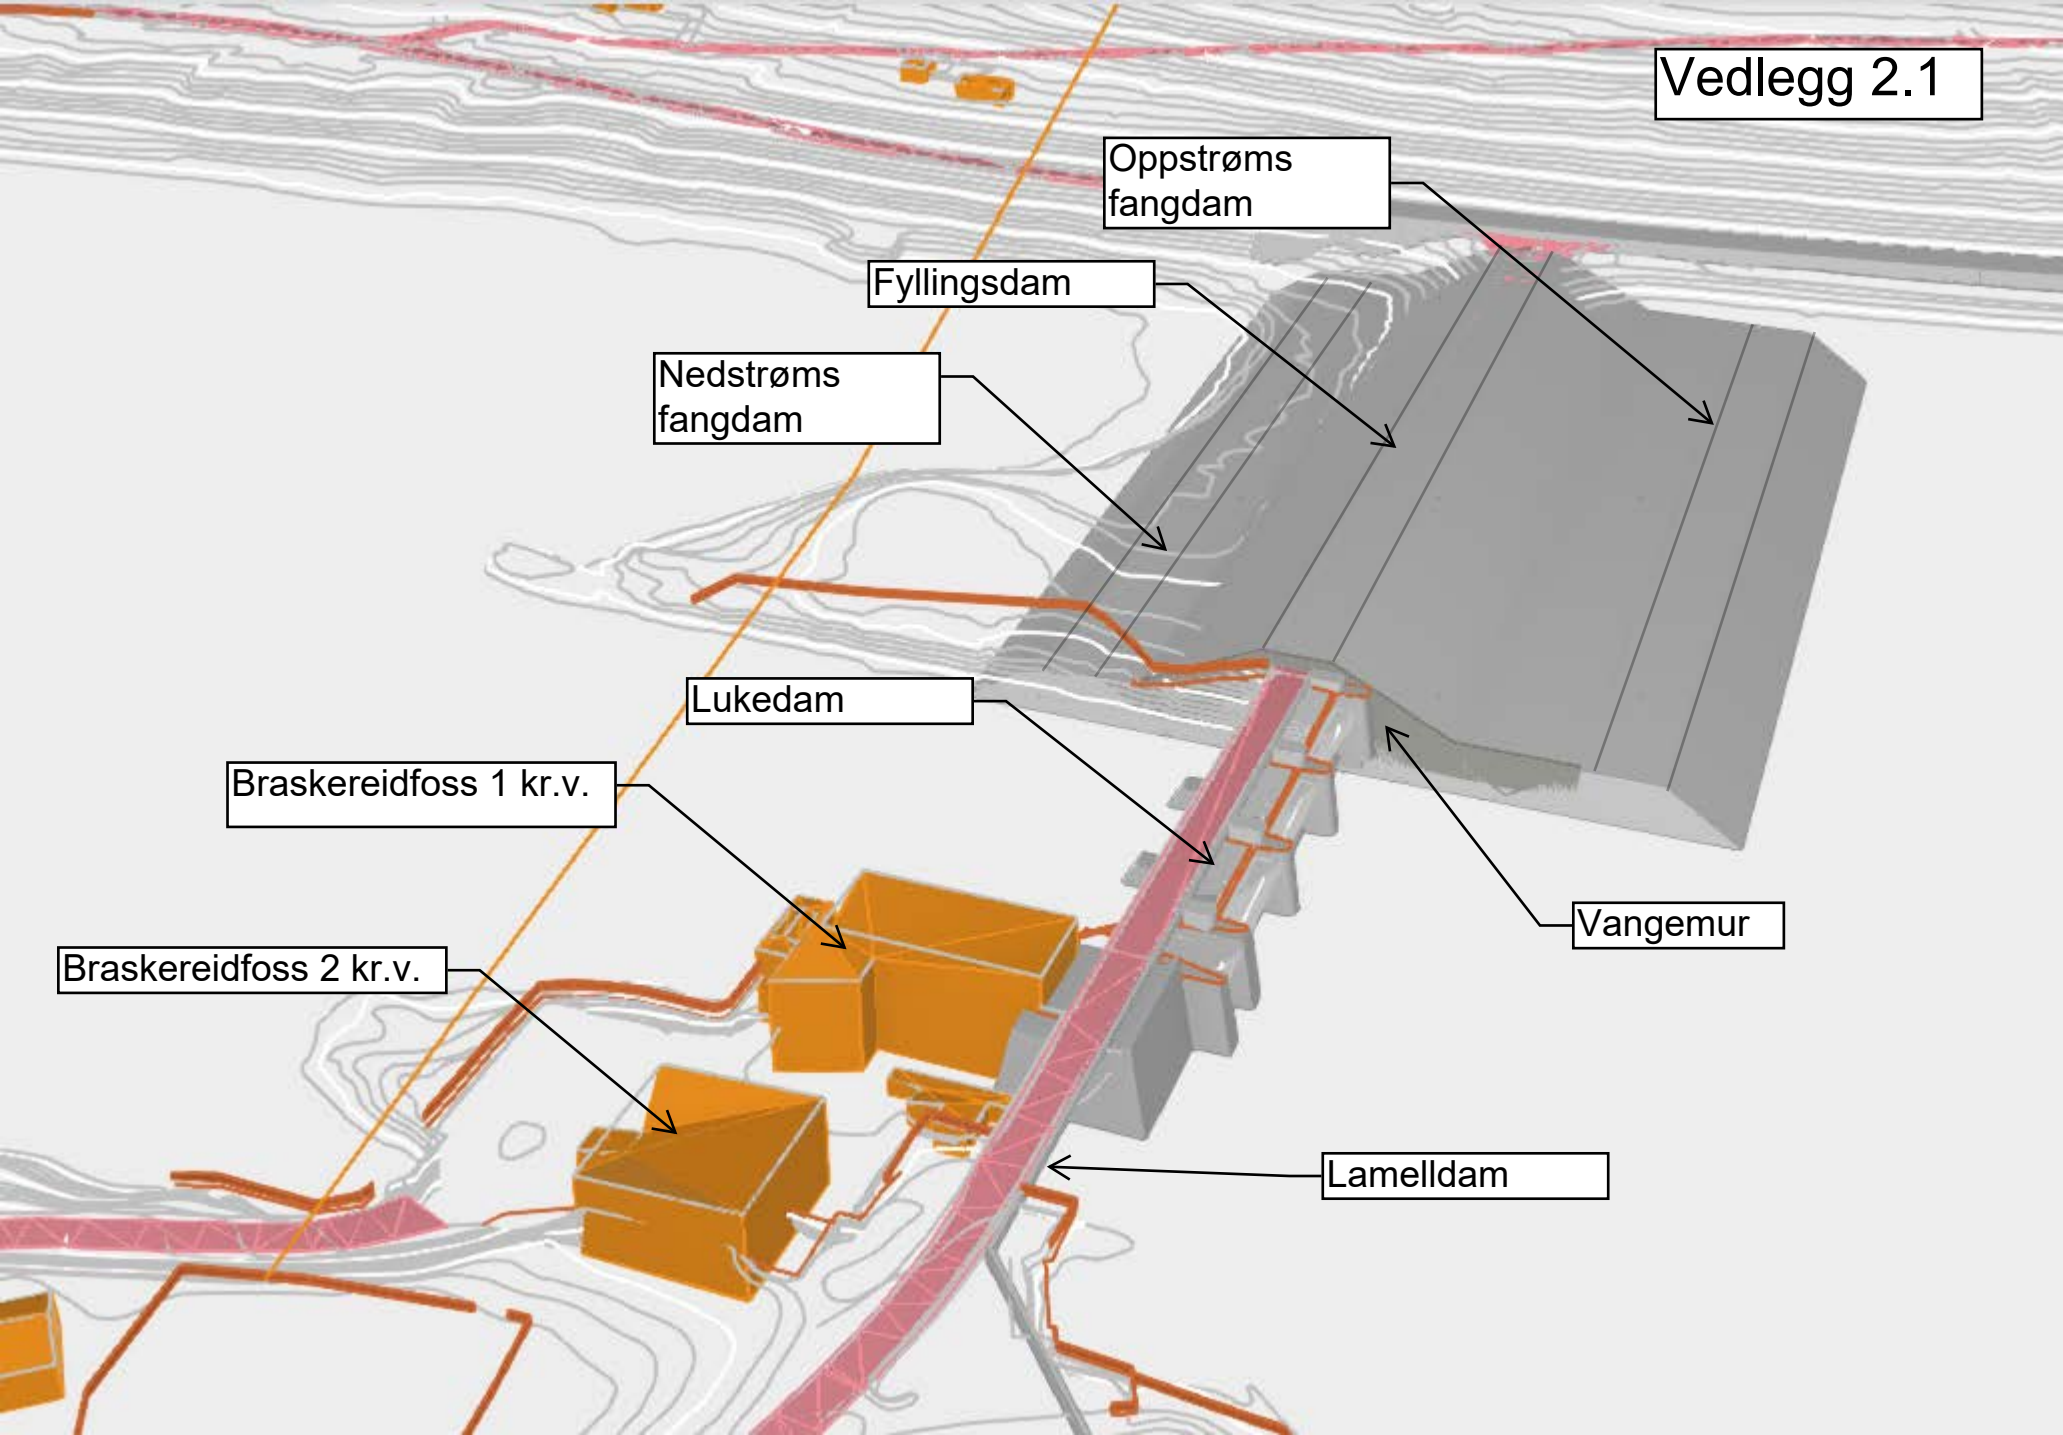 Vedlegg 2.1
Oppstrøms
fangdam
Fyllingsdam
Nedstrøms
fangdam
Lukedam
Braskereidfoss 1 kr.v.
Vangemur
Braskereidfoss 2 kr.v.
Lamelldam